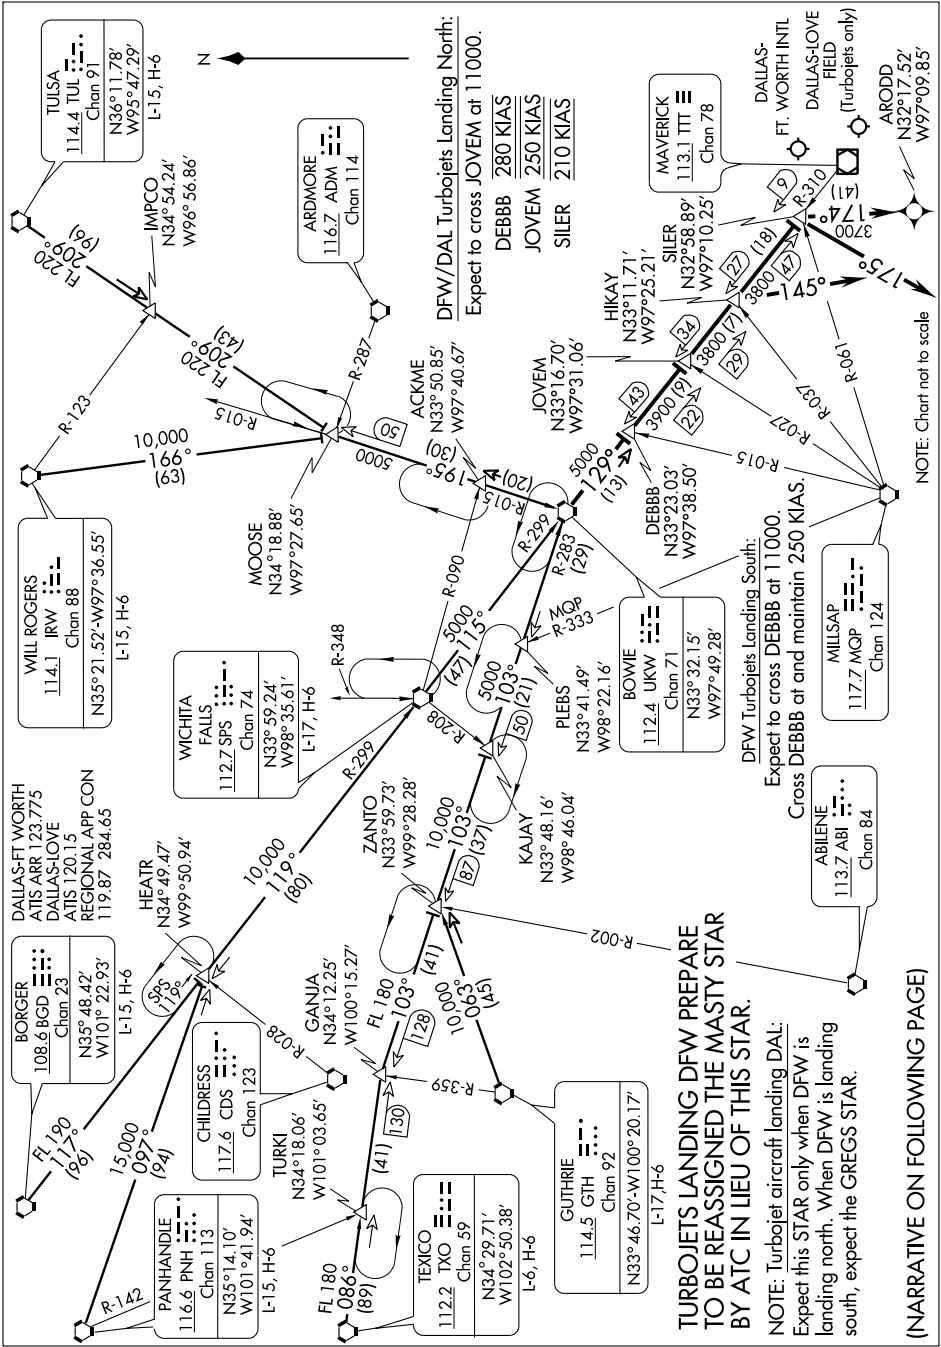 DALLAS-FT WORTH
ATIS ARR 123.775
DALLAS-LOVE
ATIS 120.15
REGIONAL APP CON
119.87 284.65
BORGER
108.6 BGD
Chan 23
N35°48.42'
W101°22.93'
L-15, H-6
FL 190
117°
(96)
15,000
097°
(94)
R-142
PANHANDLE
116.6 PNH
Chan 113
N35°14.10'
W101°41.94'
L-15, H-6
HEATR
N34°49.47'
W99°50.94'
SPS
119°
10,000
119°
(80)
R-299
CHILDRESS
117.6 CDS
Chan 123
R-028
WICHITA
FALLS
112.7 SPS
Chan 74
N33°59.24'
W98°35.61'
L-17, H-6
R-348
R-208
R-090
5000
115°
(47)
R-299
WILL ROGERS
114.1 IRW
Chan 88
N35°21.52'-W97°36.55'
L-15, H-6
R-123
10,000
166°
(63)
TULSA
114.4 TUL
Chan 91
N36°11.78'
W95°47.29'
L-15, H-6
N
FL 220
209°
(96)
IMPCO
N34°54.24'
W96°56.86'
FL 220
209°
(43)
ARDMORE
116.7 ADM
Chan 114
R-287
R-015
MOOSE
N34°18.88'
W97°27.65'
50
5000
195°
(30)
ACKME
N33°50.85'
W97°40.67'
(20)
R-015
DFW/DAL Turbojets Landing North:
Expect to cross JOVEM at 11000.
DEBBB 280 KIAS
JOVEM 250 KIAS
SILER 210 KIAS
TEXICO
112.2 TXO
Chan 59
N34°29.71'
W102°50.38'
L-6, H-6
FL 180
086°
(89)
TURKI
N34°18.06'
W101°03.65'
(41)
130
GANJA
N34°12.25'
W100°15.27'
128
FL 180
103°
(41)
R-359
GUTHRIE
114.5 GTH
Chan 92
N33°46.70'-W100°20.17'
L-17,H-6
10,000
063°
(45)
ZANTO
N33°59.73'
W99°28.28'
87
10,000
103°
(37)
R-002
ABILENE
113.7 ABI
Chan 84
KAJAY
N33°48.16'
W98°46.04'
50
5000
103°
(21)
PLEBS
N33°41.49'
W98°22.16'
MQP
R-333
R-283
(29)
BOWIE
112.4 UKW
Chan 71
N33°32.15'
W97°49.28'
5000
129°
(13)
DEBBB
N33°23.03'
W97°38.50'
43
3900 (9)
22
JOVEM
N33°16.70'
W97°31.06'
34
3800 (7)
29
HIKAY
N33°11.71'
W97°25.21'
27
(18)
3800
47
145°
SILER
N32°58.89'
W97°10.25'
9
R-310
MAVERICK
113.1 TTT
Chan 78
DALLAS-
FT. WORTH INTL
DALLAS-LOVE
FIELD
(Turbojets only)
(41)
174°
3700
175°
ARODD
N32°17.52'
W97°09.85'
R-061
R-037
R-027
R-015
MILLSAP
117.7 MQP
Chan 124
DFW Turbojets Landing South:
Expect to cross DEBBB at 11000.
Cross DEBBB at and maintain 250 KIAS.
NOTE: Chart not to scale
TURBOJETS LANDING DFW PREPARE
TO BE REASSIGNED THE MASTY STAR
BY ATC IN LIEU OF THIS STAR.
NOTE: Turbojet aircraft landing DAL:
Expect this STAR only when DFW is
landing north. When DFW is landing
south, expect the GREGS STAR.
(NARRATIVE ON FOLLOWING PAGE)